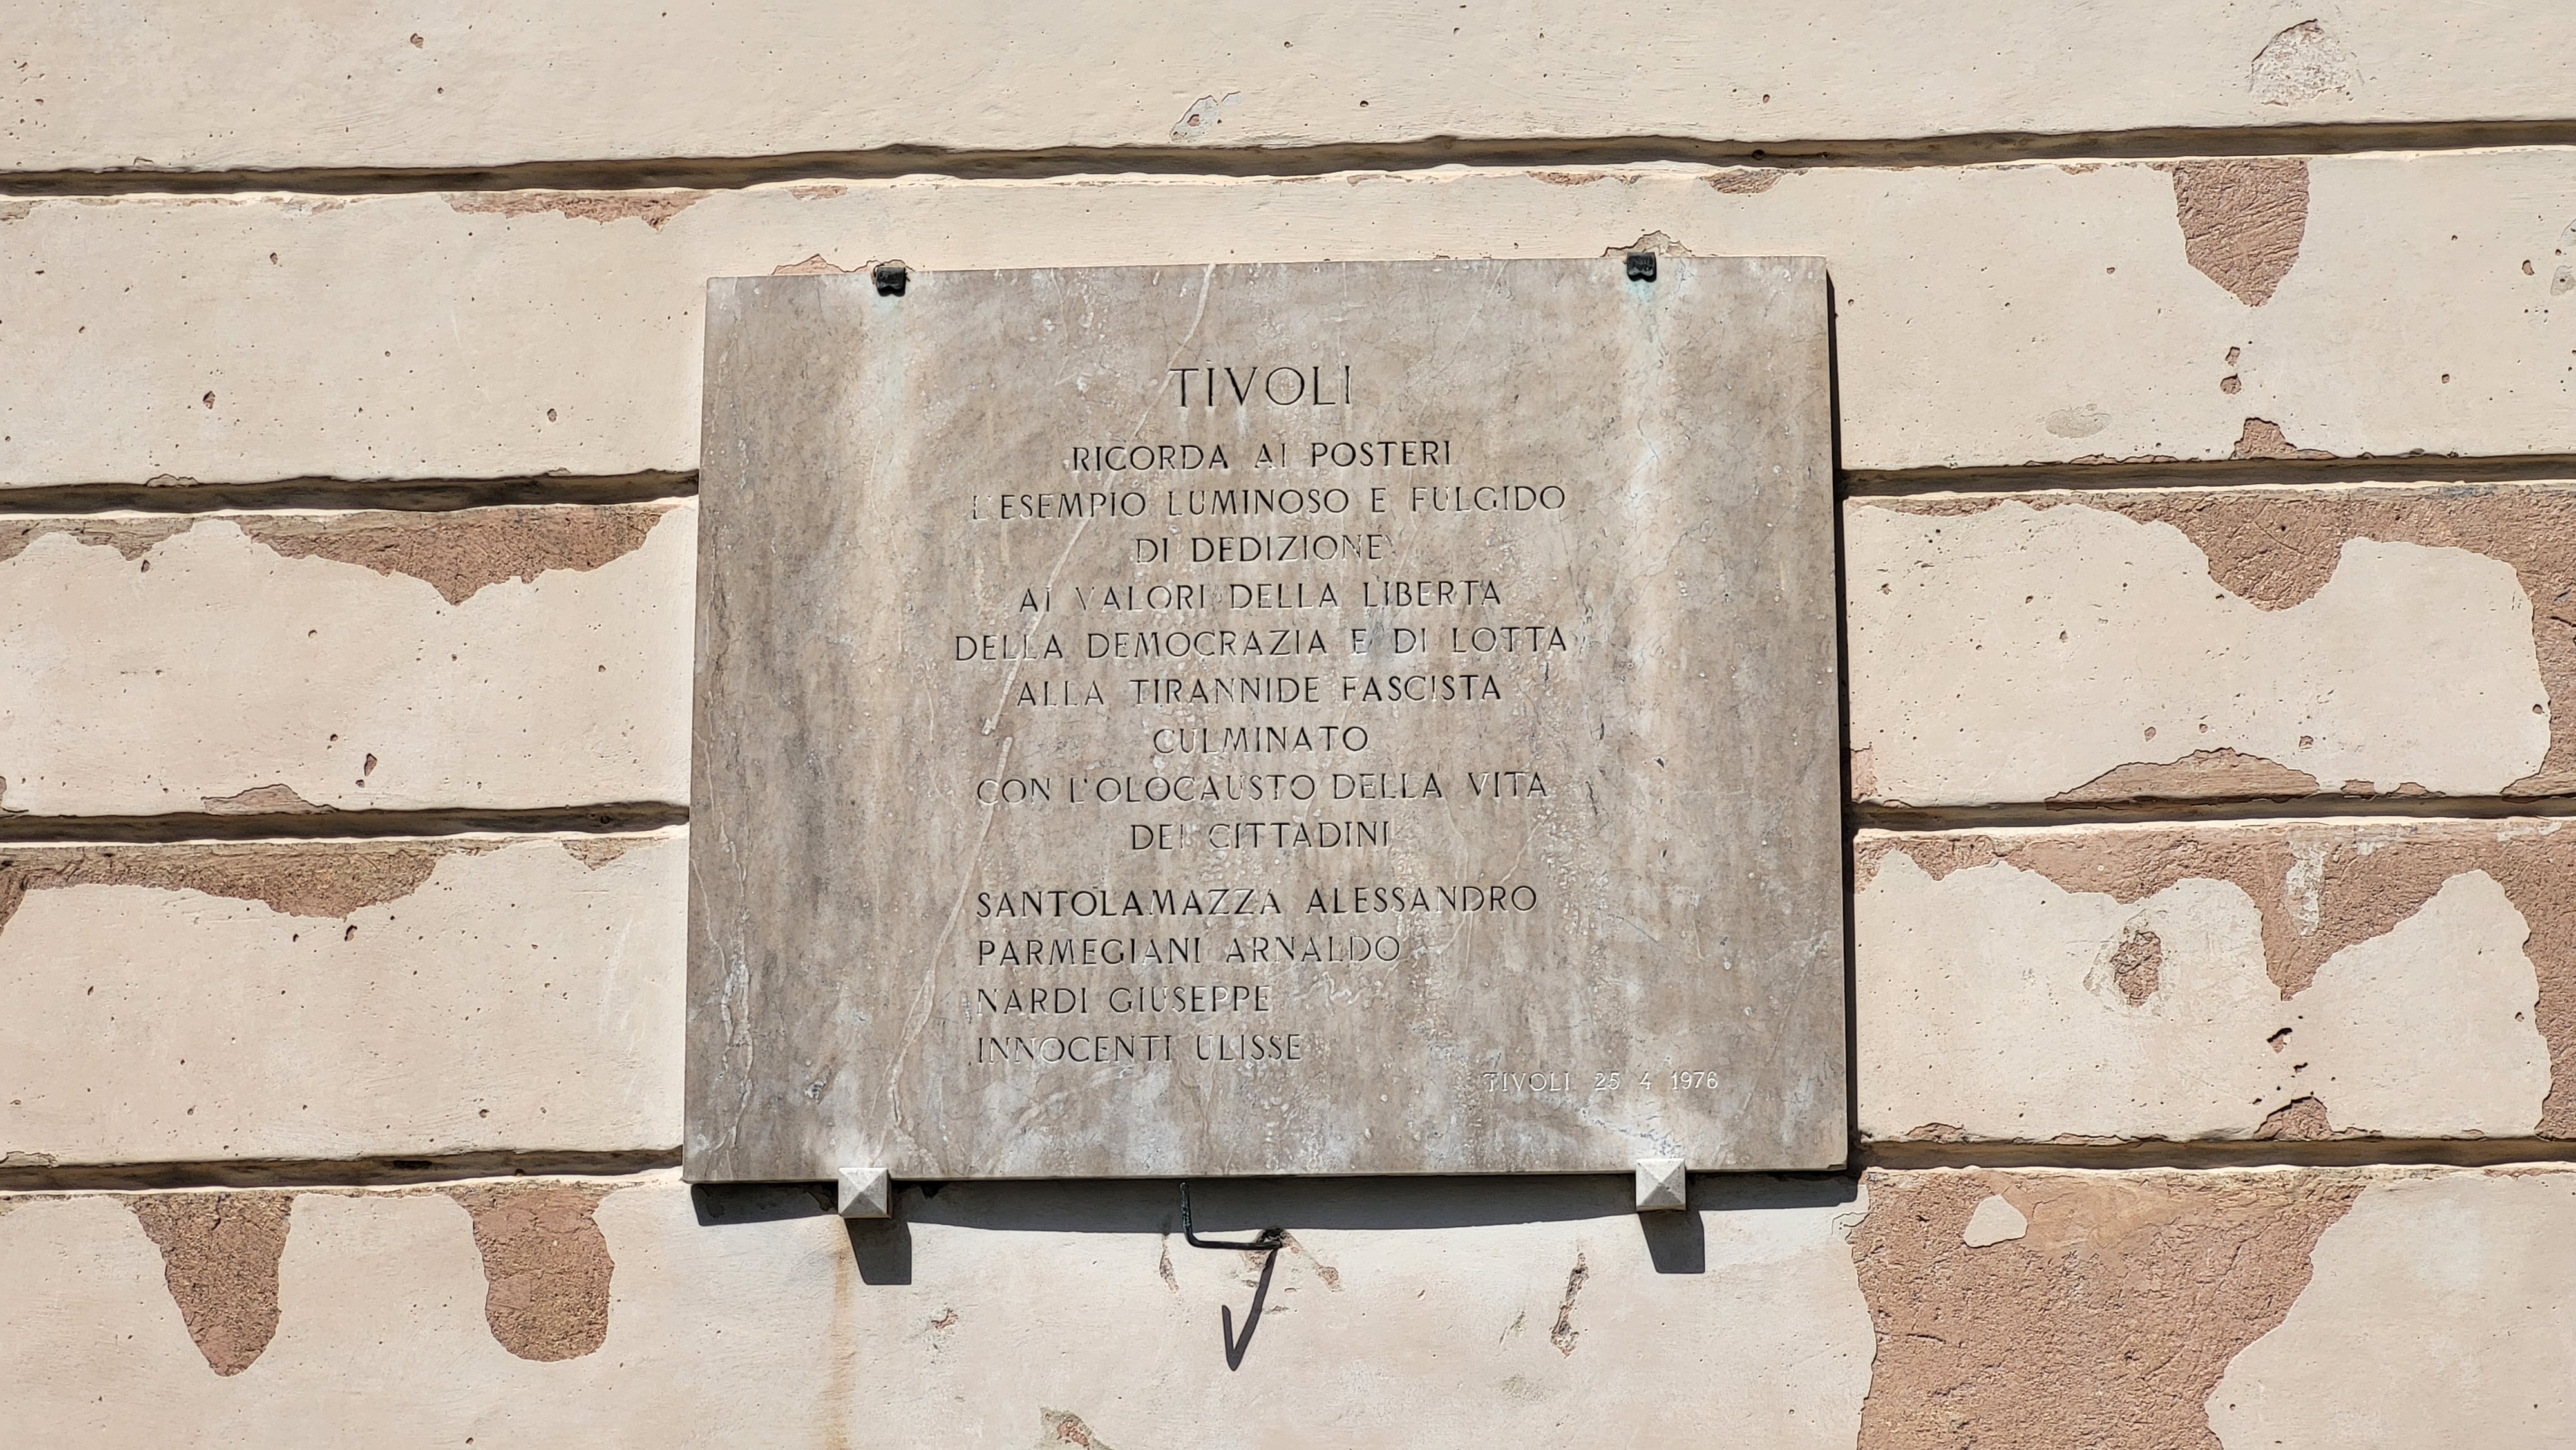 TIVOLI
RICORDA AI POSTERI
L'ESEMPIO LUMINOSO E FULGIDO
DI DEDIZIONE
AI VALORI DELLA LIBERTA
DELLA DEMOCRAZIA E DI LOTTA
ALLA TIRANNIDE FASCISTA
CULMINATO
CON L'OLOCAUSTO DELLA VITA
DEI CITTADINI
SANTOLAMAZZA ALESSANDRO
PARMEGIANI ARNALDO
NARDI GIUSEPPE
INNOCENTI ULISSE
TIVOLI 25 4 1976